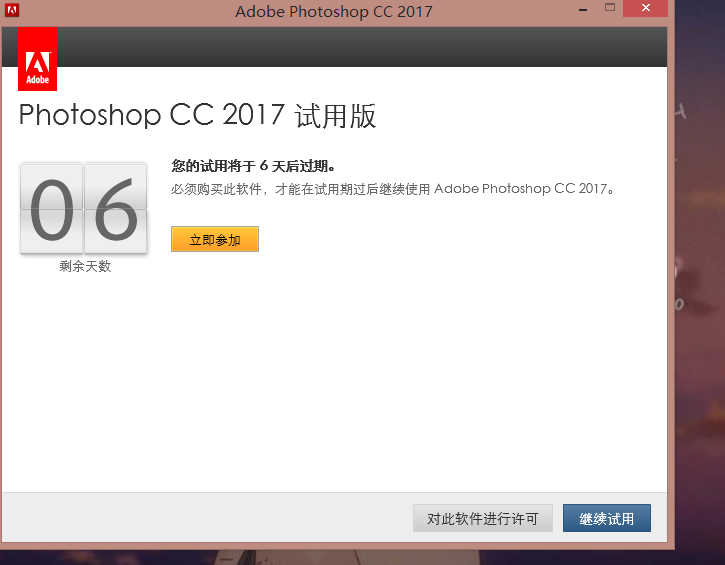 Adobe Photoshop CC 2017
Adobe
Photoshop CC 2017 试用版
06
剩余天数
您的试用将于 6 天后过期。
必须购买此软件，才能在试用期过后继续使用 Adobe Photoshop CC 2017。
立即参加
对此软件进行许可
继续试用